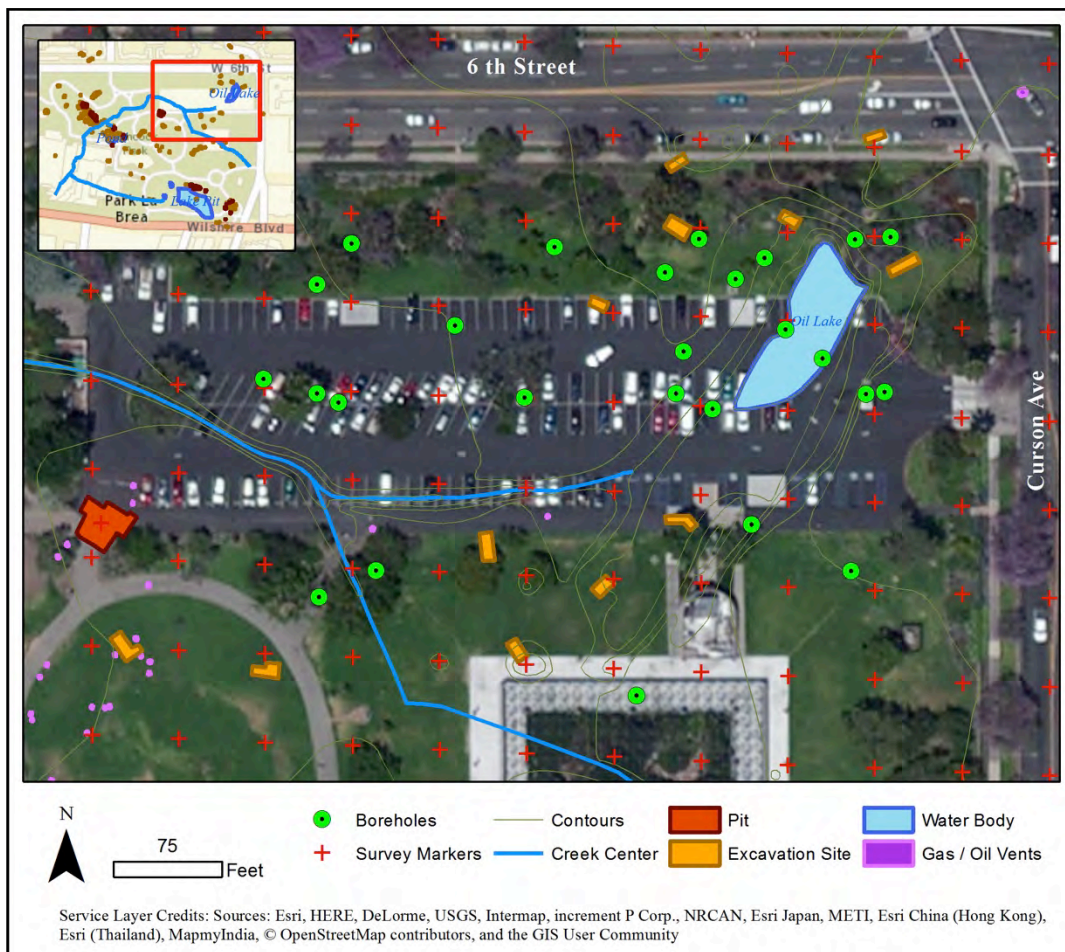 6 th Street
W 6th St
Oil Lake
Park La
Brea
Lake Pit
Wilshire Blvd
Oil Lake
Curson Ave
N
75
Feet
Boreholes
Contours
Pit
Water Body
Survey Markers
Creek Center
Excavation Site
Gas / Oil Vents
Service Layer Credits: Sources: Esri, HERE, DeLorme, USGS, Intermap, increment P Corp., NRCAN, Esri Japan, METI, Esri China (Hong Kong),
Esri (Thailand), MapmyIndia, © OpenStreetMap contributors, and the GIS User Community